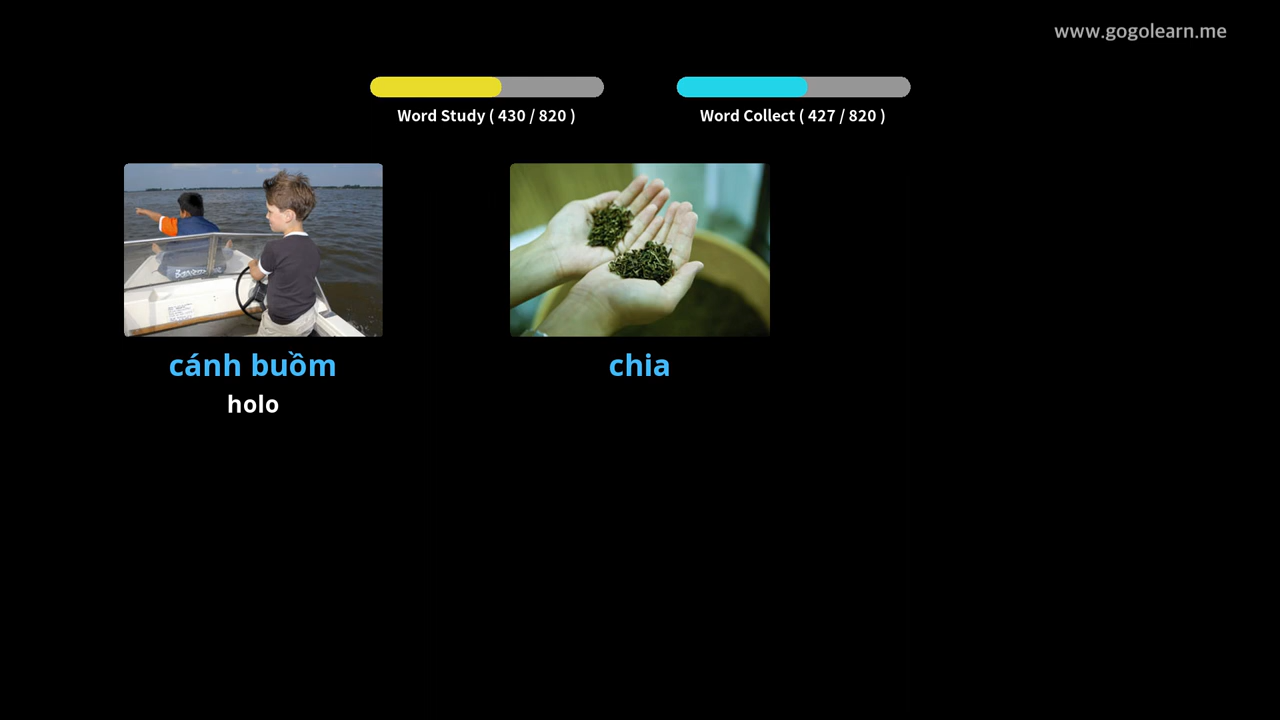 www.gogolearn.me
Word Study ( 430 / 820 )
Word Collect ( 427 / 820 )
cánh buồm
holo
chia